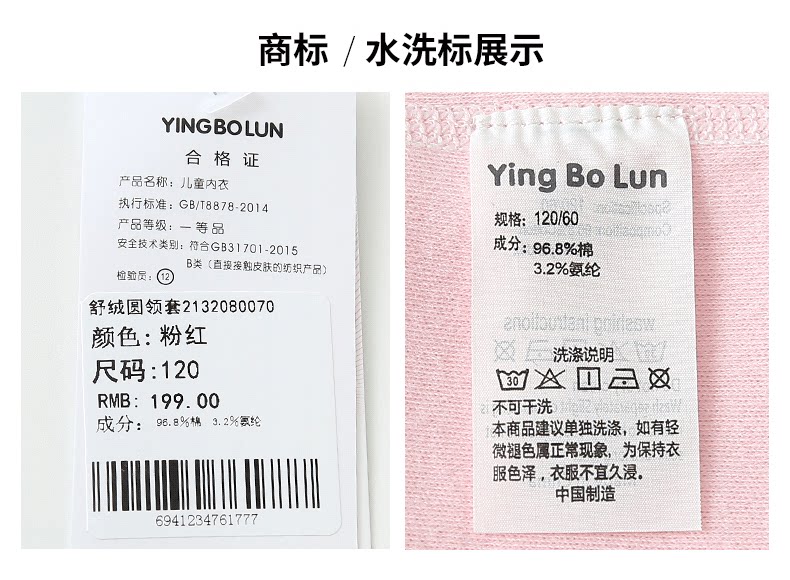 商标 / 水洗标展示
YINGBOLUN
合格证
产品名称: 儿童内衣
执行标准: GB/T8878-2014
产品等级: 一等品
安全技术类别: 符合GB31701-2015
B类 (直接接触皮肤的纺织产品)
检验员: 12
舒绒圆领套2132080070
颜色: 粉红
尺码: 120
RMB: 199.00
成分: 96.8%棉 3.2%氨纶
6941234761777
Ying Bo Lun
规格: 120/60
成分: 96.8%棉
3.2%氨纶
washing instructions
洗涤说明
30
不可干洗
本商品建议单独洗涤, 如有轻
微褪色属正常现象, 为保持衣
服色泽, 衣服不宜久浸。
中国制造